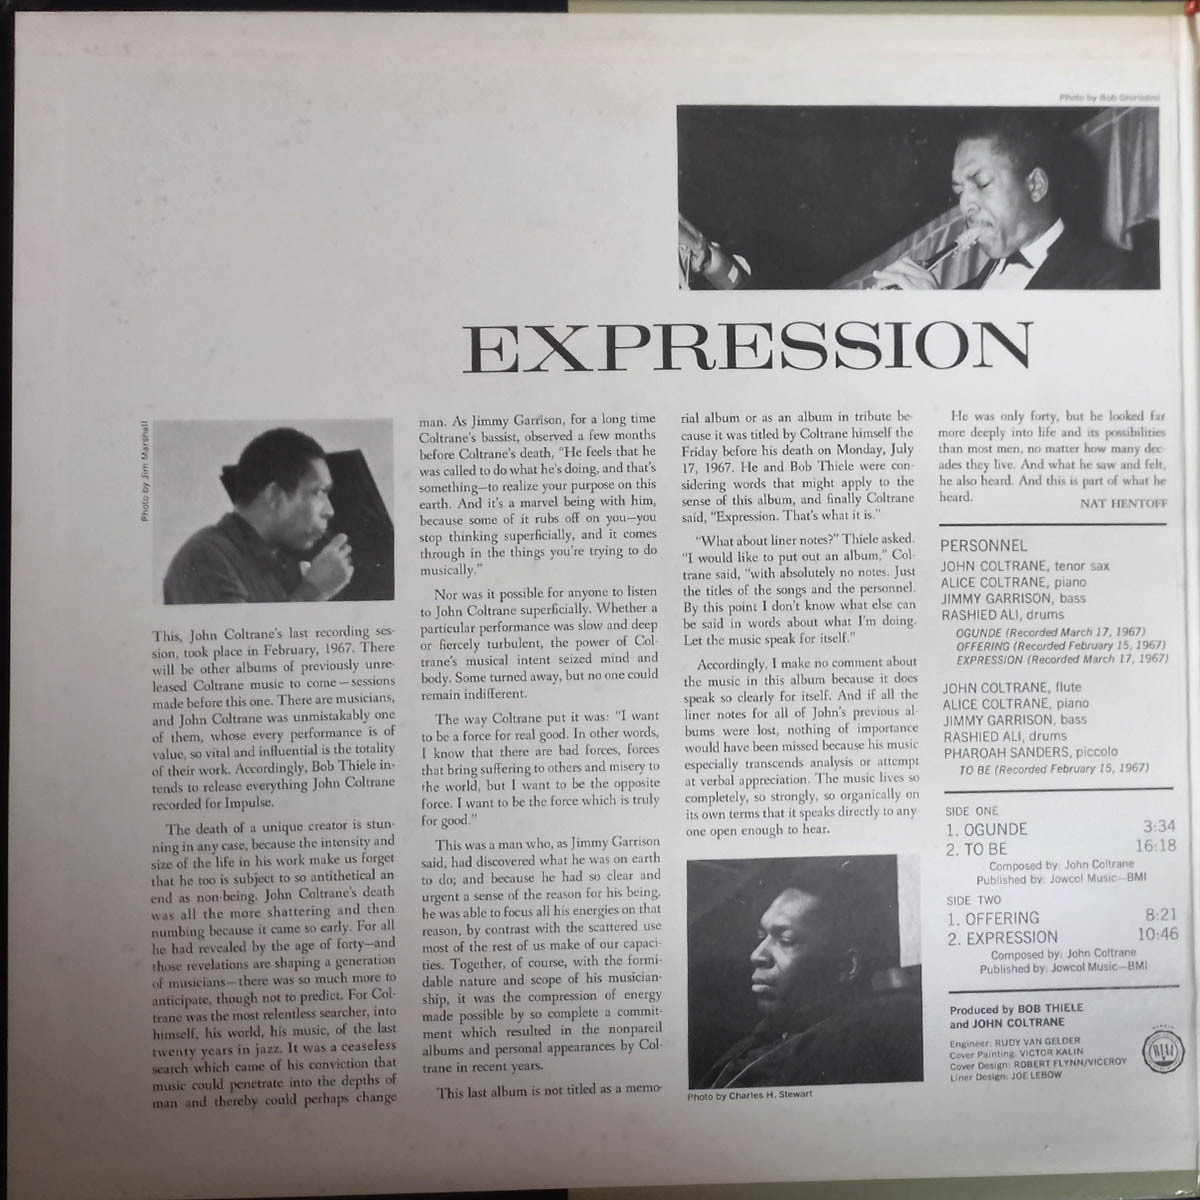 Photo by Bob Ghiraldini
EXPRESSION
Photo by Jim Marshall
This, John Coltrane's last recording ses-
sion, took place in February, 1967. There
will be other albums of previously unre-
leased Coltrane music to come—sessions
made before this one. There are musicians,
and John Coltrane was unmistakably one
of them, whose every performance is of
value, so vital and influential is the totality
of their work. Accordingly, Bob Thiele in-
tends to release everything John Coltrane
recorded for Impulse.
The death of a unique creator is stun-
ning in any case, because the intensity and
size of the life in his work make us forget
that he too is subject to so antithetical an
end as non-being. John Coltrane's death
was all the more shattering and then
numbing because it came so early. For all
he had revealed by the age of forty—and
those revelations are shaping a generation
of musicians—there was so much more to
anticipate, though not to predict. For Col-
trane was the most relentless searcher, into
himself, his world, his music, of the last
twenty years in jazz. It was a ceaseless
search which came of his conviction that
music could penetrate into the depths of
man and thereby could perhaps change
man. As Jimmy Garrison, for a long time
Coltrane's bassist, observed a few months
before Coltrane's death, "He feels that he
was called to do what he's doing, and that's
something—to realize your purpose on this
earth. And it's a marvel being with him,
because some of it rubs off on you—you
stop thinking superficially, and it comes
through in the things you're trying to do
musically."
Nor was it possible for anyone to listen
to John Coltrane superficially. Whether a
particular performance was slow and deep
or fiercely turbulent, the power of Col-
trane's musical intent seized mind and
body. Some turned away, but no one could
remain indifferent.
The way Coltrane put it was: "I want
to be a force for real good. In other words,
I know that there are bad forces, forces
that bring suffering to others and misery to
the world, but I want to be the opposite
force. I want to be the force which is truly
for good."
This was a man who, as Jimmy Garrison
said, had discovered what he was on earth
to do; and because he had so clear and
urgent a sense of the reason for his being,
he was able to focus all his energies on that
reason, by contrast with the scattered use
most of the rest of us make of our capaci-
ties. Together, of course, with the formi-
dable nature and scope of his musician-
ship, it was the compression of energy
made possible by so complete a commit-
ment which resulted in the nonpareil
albums and personal appearances by Col-
trane in recent years.
This last album is not titled as a memo-
rial album or as an album in tribute be-
cause it was titled by Coltrane himself the
Friday before his death on Monday, July
17, 1967. He and Bob Thiele were con-
sidering words that might apply to the
sense of this album, and finally Coltrane
said, "Expression. That's what it is."
"What about liner notes?" Thiele asked.
"I would like to put out an album," Col-
trane said, "with absolutely no notes. Just
the titles of the songs and the personnel.
By this point I don't know what else can
be said in words about what I'm doing.
Let the music speak for itself."
Accordingly, I make no comment about
the music in this album because it does
speak so clearly for itself. And if all the
liner notes for all of John's previous al-
bums were lost, nothing of importance
would have been missed because his music
especially transcends analysis or attempt
at verbal appreciation. The music lives so
completely, so strongly, so organically on
its own terms that it speaks directly to any-
one open enough to hear.
Photo by Charles H. Stewart
He was only forty, but he looked far
more deeply into life and its possibilities
than most men, no matter how many dec-
ades they live. And what he saw and felt,
he also heard. And this is part of what he
heard.
NAT HENTOFF
PERSONNEL
JOHN COLTRANE, tenor sax
ALICE COLTRANE, piano
JIMMY GARRISON, bass
RASHIED ALI, drums
OGUNDE (Recorded March 17, 1967)
OFFERING (Recorded February 15, 1967)
EXPRESSION (Recorded March 17, 1967)
JOHN COLTRANE, flute
ALICE COLTRANE, piano
JIMMY GARRISON, bass
RASHIED ALI, drums
PHAROAH SANDERS, piccolo
TO BE (Recorded February 15, 1967)
SIDE ONE
1. OGUNDE 3:34
2. TO BE 16:18
Composed by: John Coltrane
Published by: Jowcol Music—BMI
SIDE TWO
1. OFFERING 8:21
2. EXPRESSION 10:46
Composed by: John Coltrane
Published by: Jowcol Music—BMI
Produced by BOB THIELE
and JOHN COLTRANE
Engineer: RUDY VAN GELDER
Cover Painting: VICTOR KALIN
Cover Design: ROBERT FLYNN/VICEROY
Liner Design: JOE LEBOW
RIAA